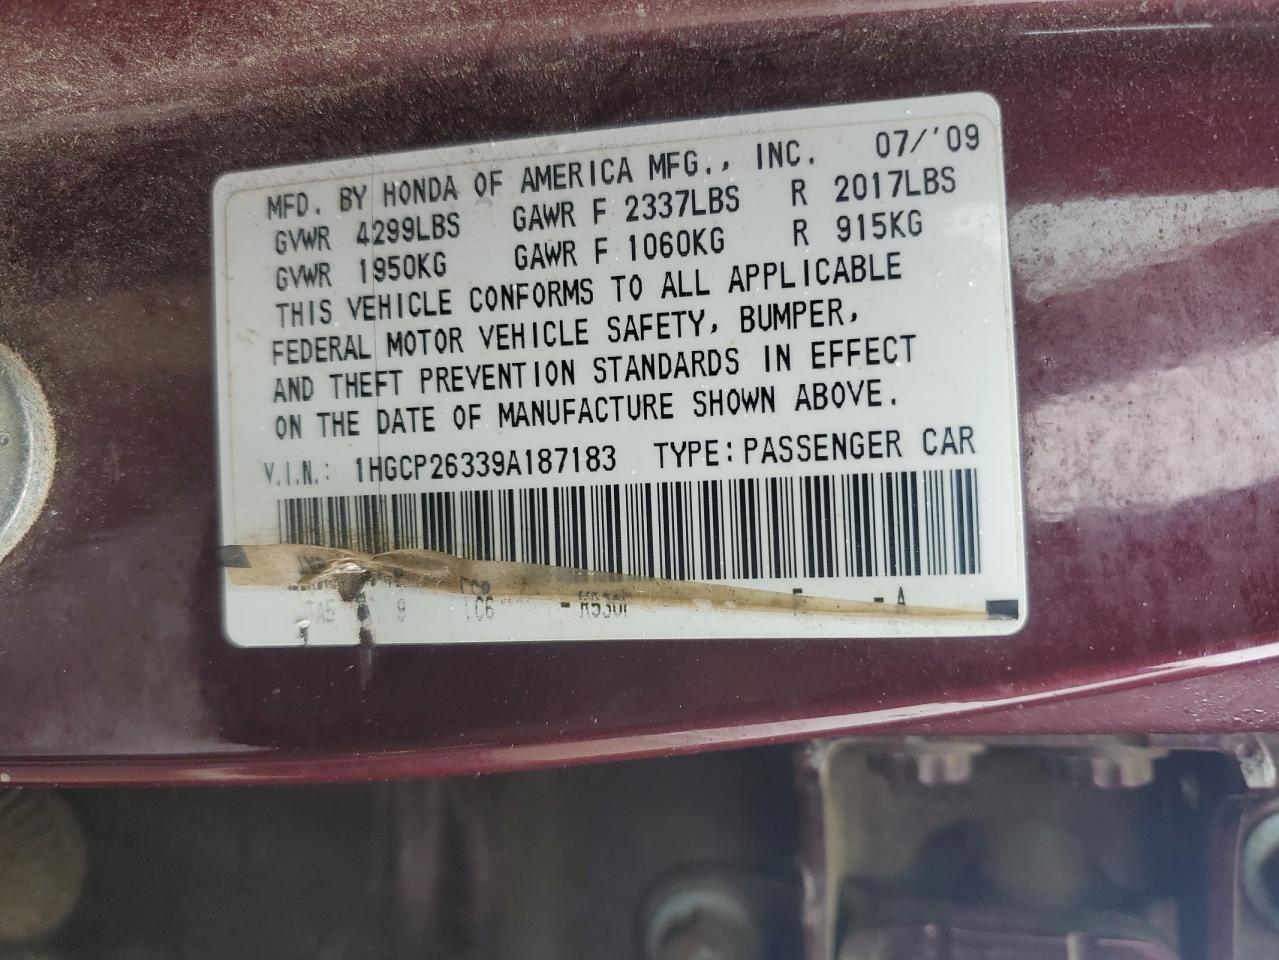 MFD. BY HONDA OF AMERICA MFG., INC. 07/'09
GVWR 4299LBS GAWR F 2337LBS R 2017LBS
GVWR 1950KG GAWR F 1060KG R 915KG
THIS VEHICLE CONFORMS TO ALL APPLICABLE
FEDERAL MOTOR VEHICLE SAFETY, BUMPER,
AND THEFT PREVENTION STANDARDS IN EFFECT
ON THE DATE OF MANUFACTURE SHOWN ABOVE.
V.I.N.: 1HGCP26339A187183 TYPE:PASSENGER CAR